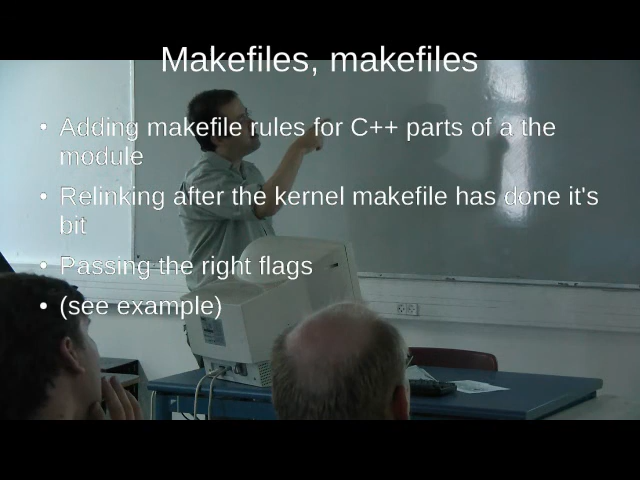 Makefiles, makefiles
• Adding makefile rules for C++ parts of a the
module
• Relinking after the kernel makefile has done it's
bit
• Passing the right flags
• (see example)